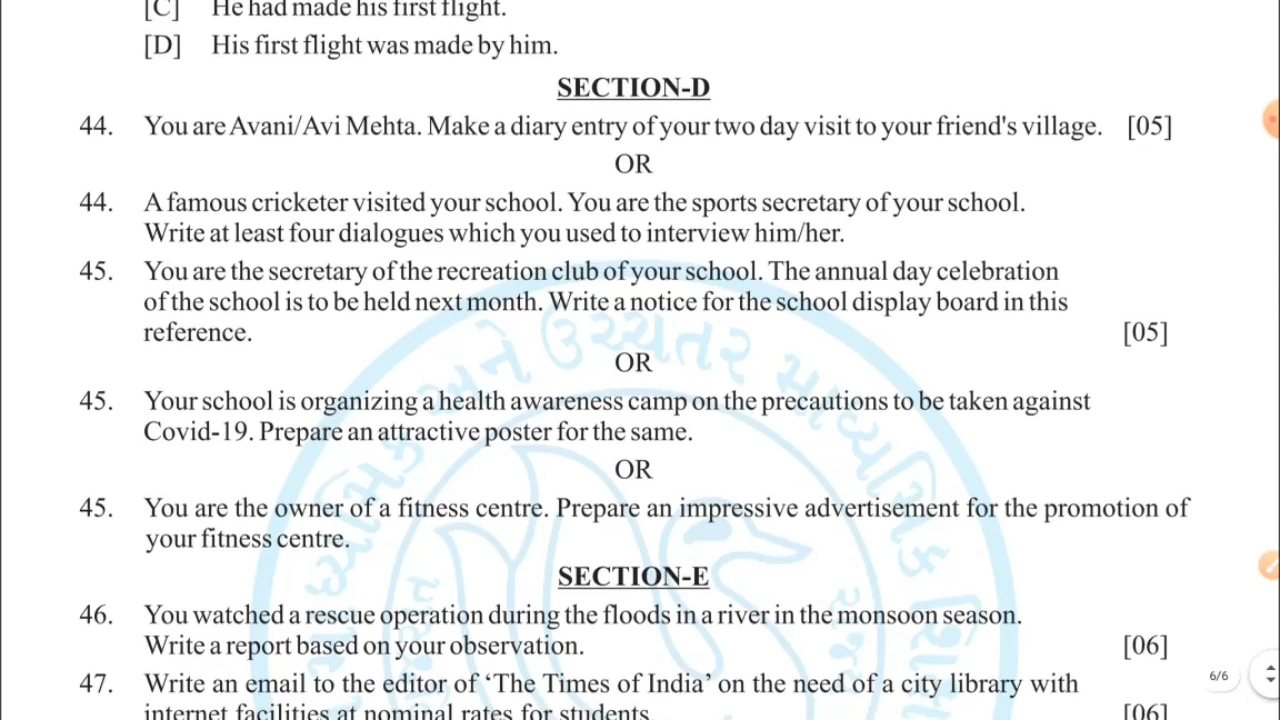 [C] He had made his first flight.
[D] His first flight was made by him.
SECTION-D
44. You are Avani/Avi Mehta. Make a diary entry of your two day visit to your friend's village. [05]
OR
44. A famous cricketer visited your school. You are the sports secretary of your school.
Write at least four dialogues which you used to interview him/her.
45. You are the secretary of the recreation club of your school. The annual day celebration
of the school is to be held next month. Write a notice for the school display board in this
reference. [05]
OR
45. Your school is organizing a health awareness camp on the precautions to be taken against
Covid-19. Prepare an attractive poster for the same.
OR
45. You are the owner of a fitness centre. Prepare an impressive advertisement for the promotion of
your fitness centre.
SECTION-E
46. You watched a rescue operation during the floods in a river in the monsoon season.
Write a report based on your observation. [06]
47. Write an email to the editor of ‘The Times of India’ on the need of a city library with
internet facilities at nominal rates for students. [06]
6/6
અને ઉચ્ચતર માધ્યમિક